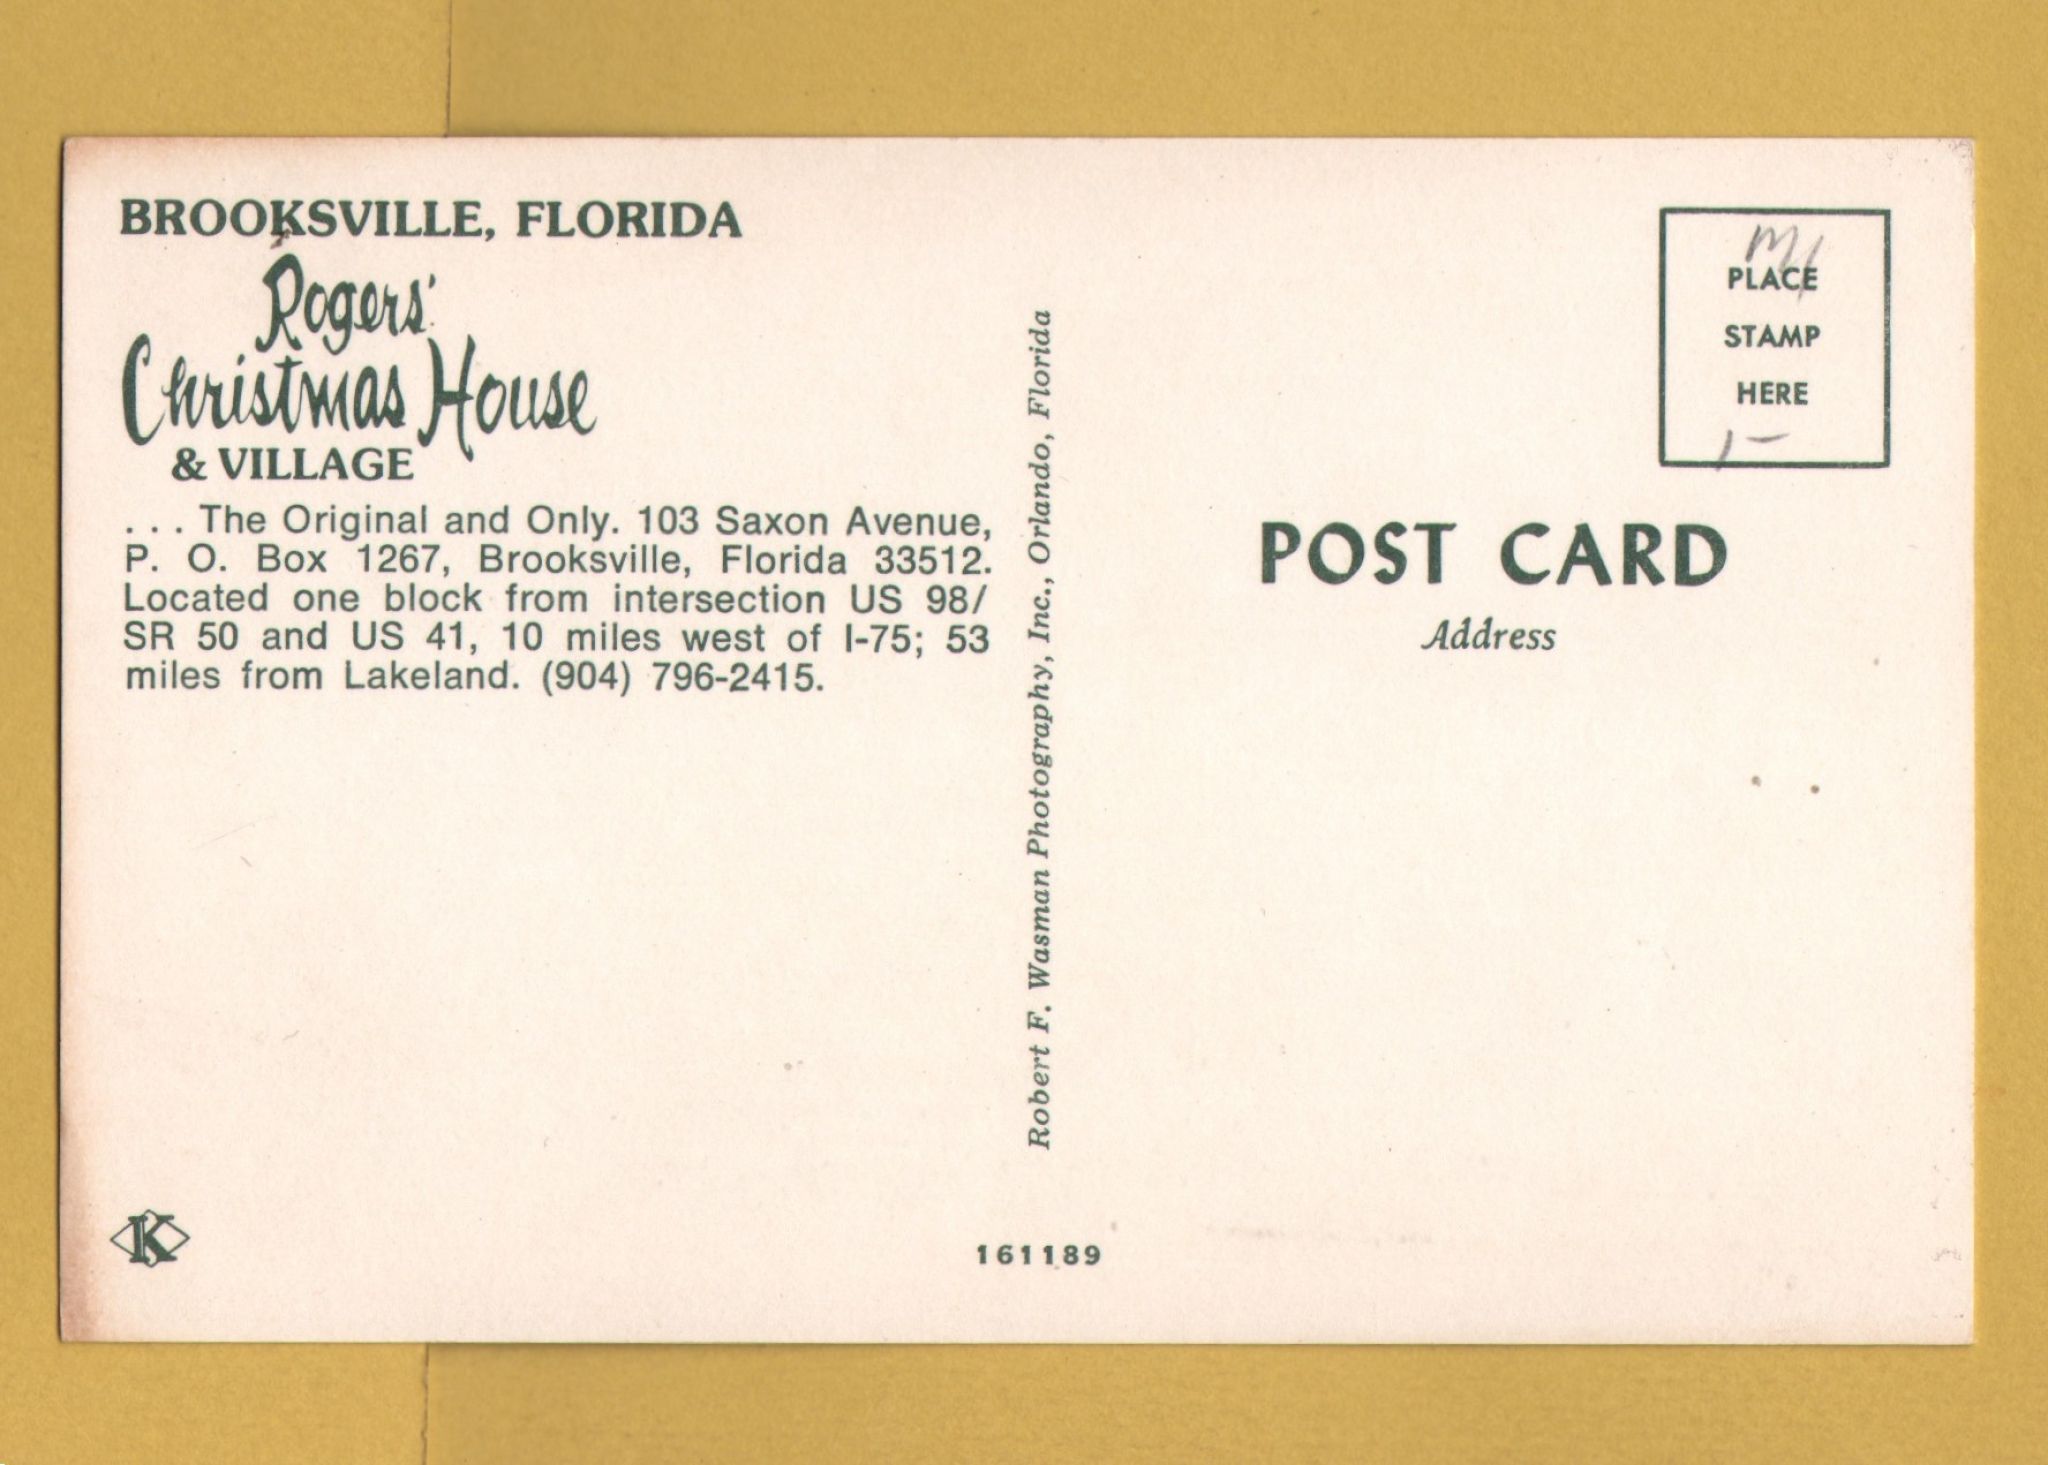 BROOKSVILLE, FLORIDA
Rogers'
Christmas House
& VILLAGE
. . . The Original and Only. 103 Saxon Avenue,
P. O. Box 1267, Brooksville, Florida 33512.
Located one block from intersection US 98/
SR 50 and US 41, 10 miles west of I-75; 53
miles from Lakeland. (904) 796-2415.
K
Robert F. Wasman Photography, Inc., Orlando, Florida
161189
PLACE
STAMP
HERE
POST CARD
Address